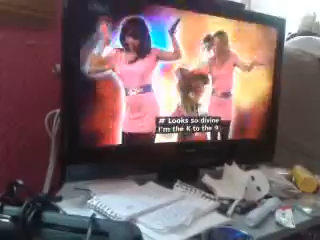 # Looks so divine
I'm the K to the 9